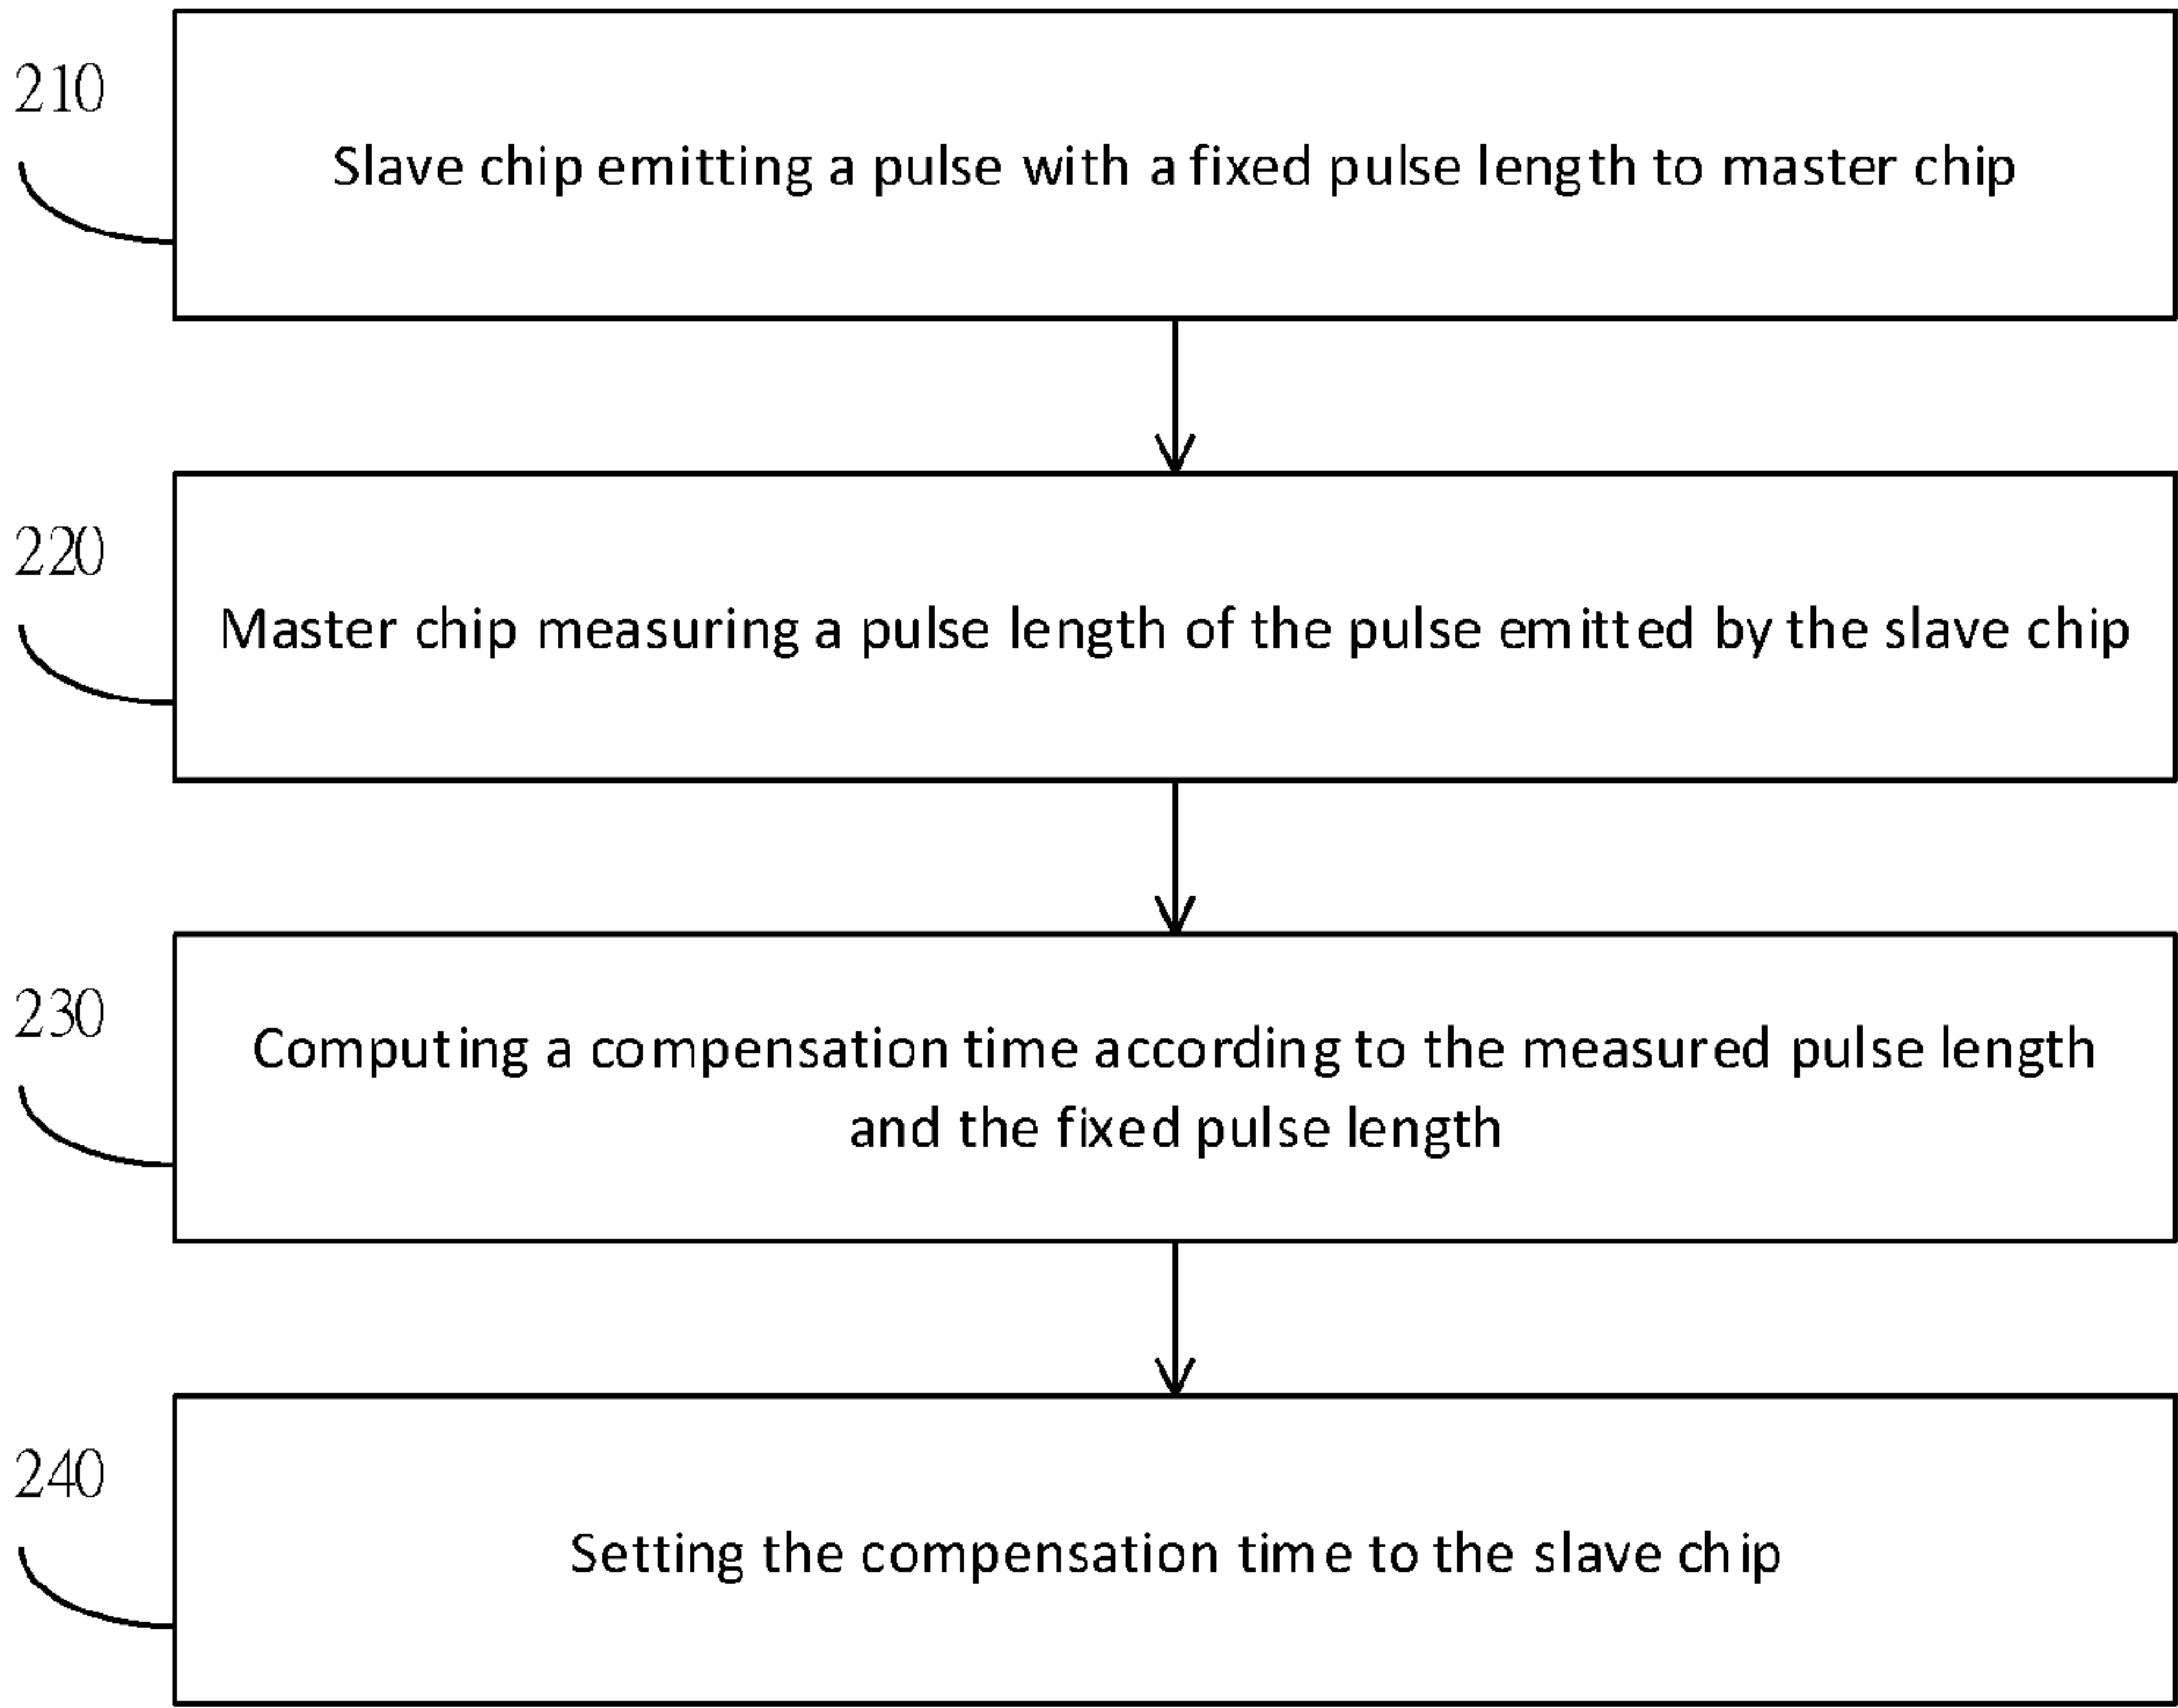 210
Slave chip emitting a pulse with a fixed pulse length to master chip
220
Master chip measuring a pulse length of the pulse emitted by the slave chip
230
Computing a compensation time according to the measured pulse length
and the fixed pulse length
240
Setting the compensation time to the slave chip